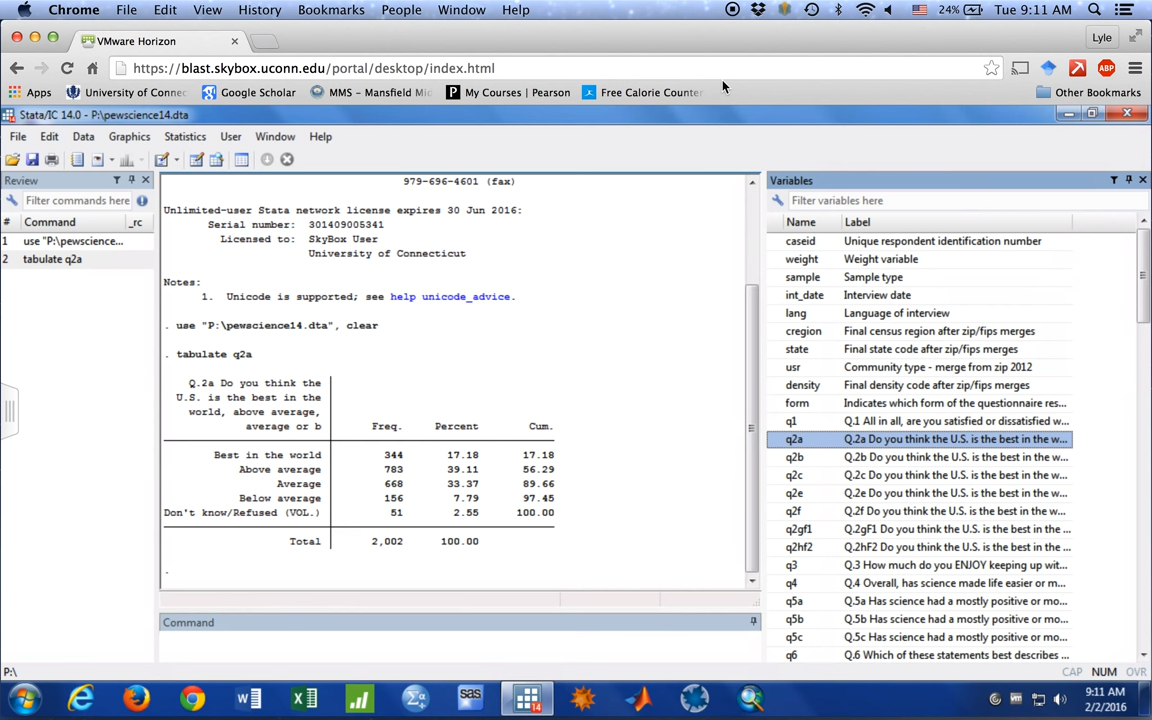 Chrome File Edit View History Bookmarks People Window Help 24% Tue 9:11 AM
VMware Horizon Lyle
https://blast.skybox.uconn.edu/portal/desktop/index.html ABP
Apps University of Connec Google Scholar MMS - Mansfield Mi My Courses | Pearson Free Calorie Counter Other Bookmarks
Stata/IC 14.0 - P:\pewscience14.dta
File Edit Data Graphics Statistics User Window Help
Review
Filter commands here
# Command _rc
1 use "P:\pewscience...
2 tabulate q2a
979-696-4601 (fax)
Unlimited-user Stata network license expires 30 Jun 2016:
Serial number: 301409005341
Licensed to: SkyBox User
University of Connecticut
Notes:
1. Unicode is supported; see help unicode_advice.
. use "P:\pewscience14.dta", clear
. tabulate q2a
Q.2a Do you think the
U.S. is the best in the
world, above average,
average or b Freq. Percent Cum.
Best in the world 344 17.18 17.18
Above average 783 39.11 56.29
Average 668 33.37 89.66
Below average 156 7.79 97.45
Don't know/Refused (VOL.) 51 2.55 100.00
Total 2,002 100.00
.
Command
Variables
Filter variables here
Name Label
caseid Unique respondent identification number
weight Weight variable
sample Sample type
int_date Interview date
lang Language of interview
cregion Final census region after zip/fips merges
state Final state code after zip/fips merges
usr Community type - merge from zip 2012
density Final density code after zip/fips merges
form Indicates which form of the questionnaire res...
q1 Q.1 All in all, are you satisfied or dissatisfied w...
q2a Q.2a Do you think the U.S. is the best in the w...
q2b Q.2b Do you think the U.S. is the best in the w...
q2c Q.2c Do you think the U.S. is the best in the w...
q2e Q.2e Do you think the U.S. is the best in the w...
q2f Q.2f Do you think the U.S. is the best in the w...
q2gf1 Q.2gF1 Do you think the U.S. is the best in the...
q2hf2 Q.2hF2 Do you think the U.S. is the best in the...
q3 Q.3 How much do you ENJOY keeping up wit...
q4 Q.4 Overall, has science made life easier or m...
q5a Q.5a Has science had a mostly positive or mo...
q5b Q.5b Has science had a mostly positive or mo...
q5c Q.5c Has science had a mostly positive or mo...
q6 Q.6 Which of these statements best describes ...
P:\ CAP NUM OVR
sas 14 9:11 AM
2/2/2016